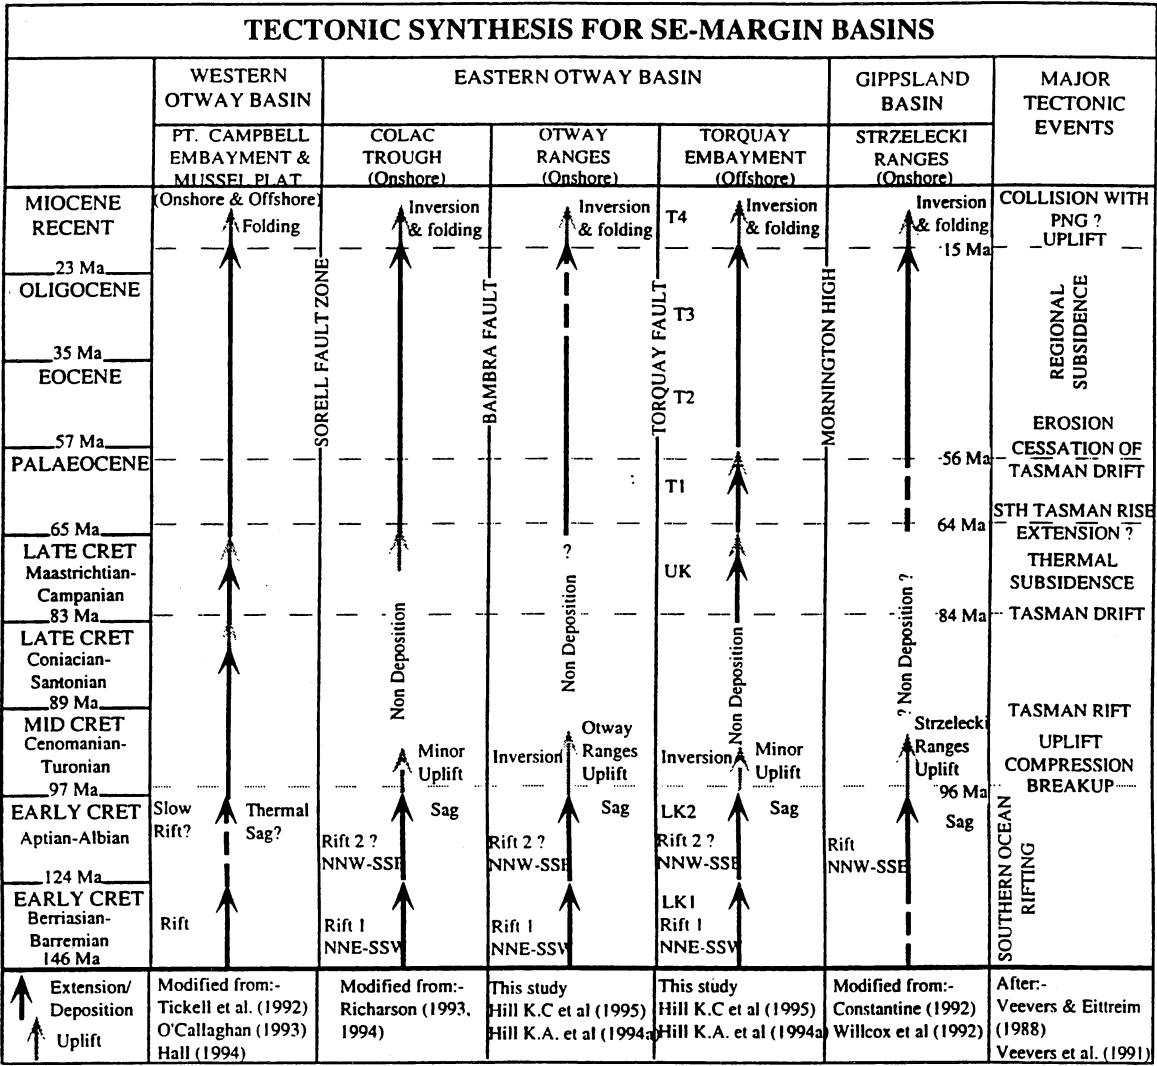 TECTONIC SYNTHESIS FOR SE-MARGIN BASINS
WESTERN
OTWAY BASIN
EASTERN OTWAY BASIN
GIPPSLAND
BASIN
MAJOR
TECTONIC
EVENTS
PT. CAMPBELL
EMBAYMENT &
MUSSEL PLAT
(Onshore & Offshore)
COLAC
TROUGH
(Onshore)
OTWAY
RANGES
(Onshore)
TORQUAY
EMBAYMENT
(Offshore)
STRZELECKI
RANGES
(Onshore)
MIOCENE
RECENT
23 Ma
OLIGOCENE
35 Ma
EOCENE
57 Ma
PALAEOCENE
65 Ma
LATE CRET
Maastrichtian-
Campanian
83 Ma
LATE CRET
Coniacian-
Santonian
89 Ma
MID CRET
Cenomanian-
Turonian
97 Ma
EARLY CRET
Aptian-Albian
124 Ma
EARLY CRET
Berriasian-
Barremian
146 Ma
Folding
Slow
Rift?
Thermal
Sag?
Rift
SORELL FAULT ZONE
Inversion
& folding
Non Deposition
Minor
Uplift
Sag
Rift 2 ?
NNW-SSE
Rift 1
NNE-SSW
BAMBRA FAULT
Inversion
& folding
?
Non Deposition
Otway
Ranges
Uplift
Inversion
Sag
Rift 2 ?
NNW-SSE
Rift 1
NNE-SSW
TORQUAY FAULT
T4
T3
T2
T1
UK
Inversion
& folding
Non Deposition
Inversion
Minor
Uplift
LK2
Sag
Rift 2 ?
NNW-SSE
LK1
Rift 1
NNE-SSW
MORNINGTON HIGH
Inversion
& folding
15 Ma
56 Ma
64 Ma
? Non Deposition ?
84 Ma
Strzelecki
Ranges
Uplift
96 Ma
Sag
Rift
NNW-SSE
COLLISION WITH
PNG ?
UPLIFT
REGIONAL
SUBSIDENCE
EROSION
CESSATION OF
TASMAN DRIFT
STH TASMAN RISE
EXTENSION ?
THERMAL
SUBSIDENSCE
TASMAN DRIFT
TASMAN RIFT
UPLIFT
COMPRESSION
BREAKUP
SOUTHERN OCEAN
RIFTING
Extension/
Deposition
Uplift
Modified from:-
Tickell et al. (1992)
O'Callaghan (1993)
Hall (1994)
Modified from:-
Richarson (1993,
1994)
This study
Hill K.C et al (1995)
Hill K.A. et al (1994a)
This study
Hill K.C et al (1995)
Hill K.A. et al (1994a)
Modified from:-
Constantine (1992)
Willcox et al (1992)
After:-
Veevers & Eittreim
(1988)
Veevers et al. (1991)